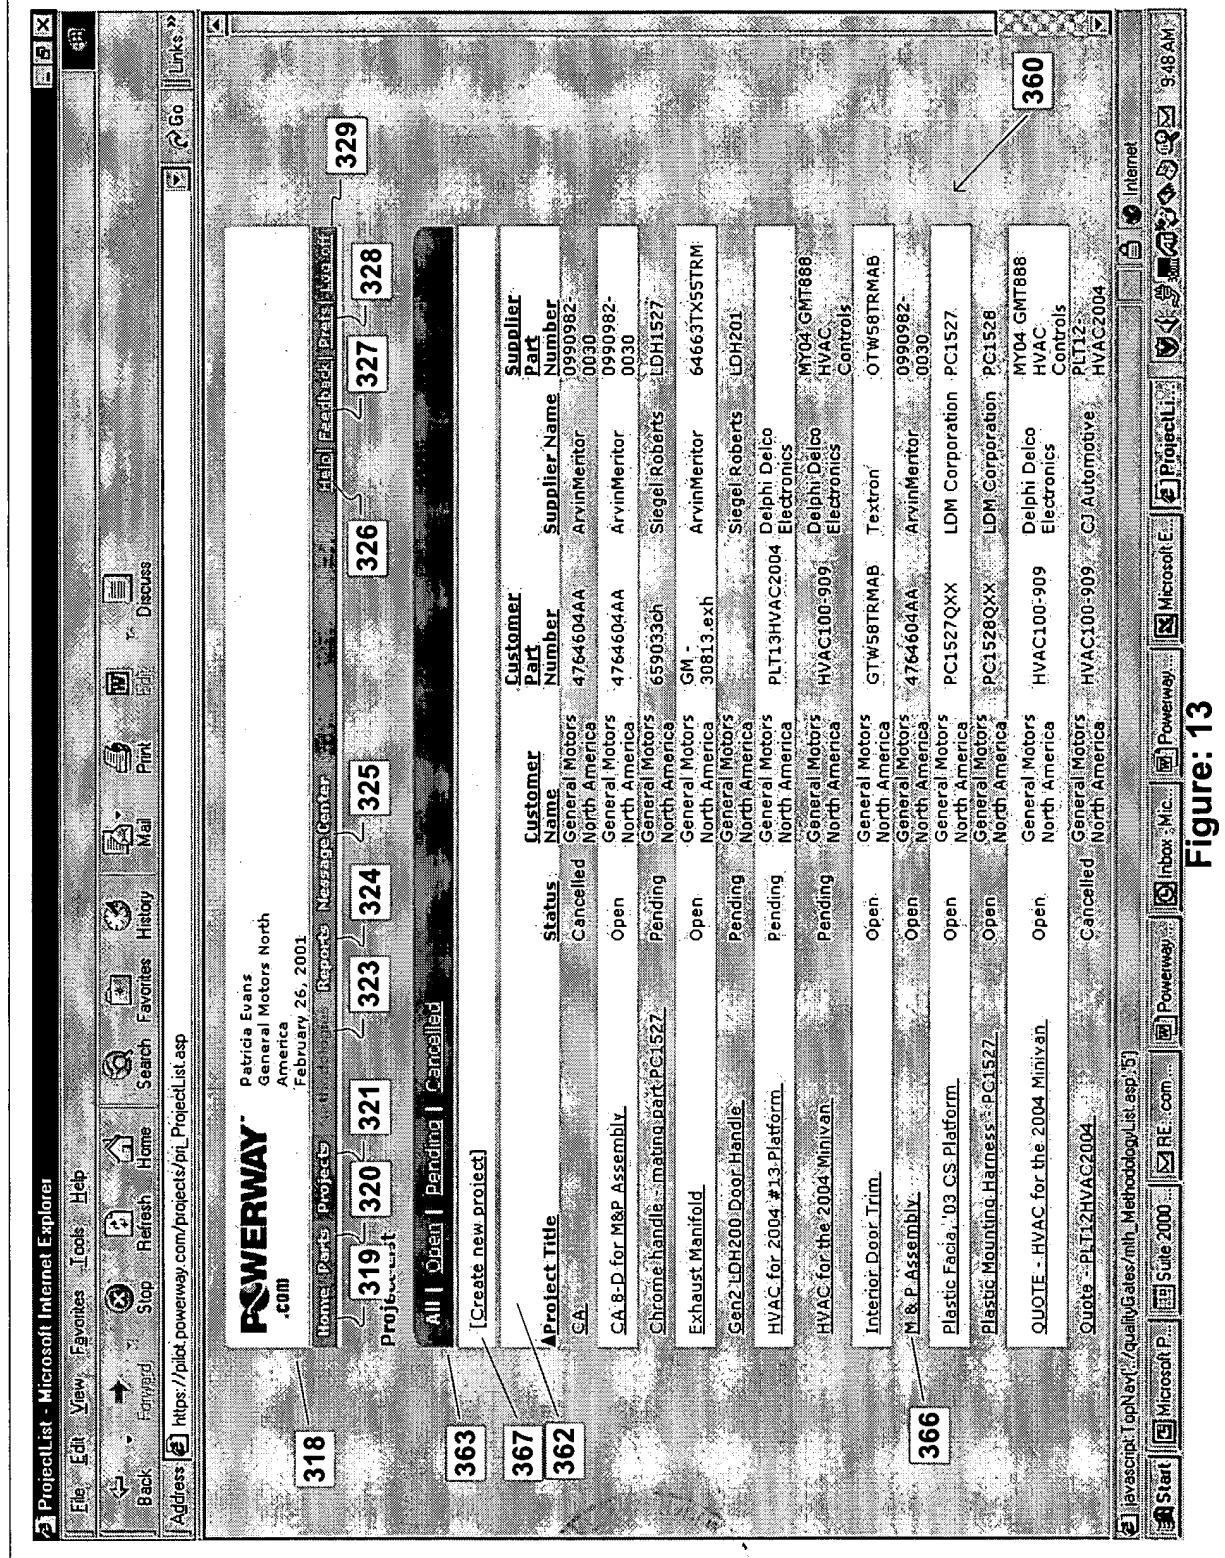 ProjectList - Microsoft Internet Explorer
File Edit View Favorites Tools Help
Back Forward Stop Refresh Home Search Favorites History Mail Print Edit Discuss
Address https://pilot.powerway.com/projects/prj_ProjectList.asp Go Links »
POWERWAY™
.com
Patricia Evans
General Motors North
America
February 26, 2001
Home Parts Projects Reports Message Center Help Feedback Prefs
318
319
320
321
323
324
325
326
327
328
329
Project List
All | Open | Pending | Cancelled
363
[Create new project]
367
362
360
▲Project Title Status Customer Name Customer Part Number Supplier Name Supplier Part Number
CA Cancelled General Motors North America 4764604AA ArvinMeritor 0990982-0030
CA 8-D for M&P Assembly Open General Motors North America 4764604AA ArvinMeritor 0990982-0030
Chrome handle - mating part PC1527 Pending General Motors North America 659033ch Siegel Roberts LDH1527
Exhaust Manifold Open General Motors North America GM - 30813.exh ArvinMeritor 64663TX55TRM
Gen2 LDH200 Door Handle Pending General Motors North America Siegel Roberts LDH201
HVAC for 2004 #13 Platform Pending General Motors North America PLT13HVAC2004 Delphi Delco Electronics
HVAC for the 2004 Minivan Pending General Motors North America HVAC100-909 Delphi Delco Electronics MY04 GMT888 HVAC Controls
Interior Door Trim Open General Motors North America GTW58TRMAB Textron OTW58TRMAB
M & P Assembly Open General Motors North America 4764604AA ArvinMeritor 0990982-0030
366
Plastic Facia, '03 CS Platform Open General Motors North America PC1527QXX LDM Corporation PC1527
Plastic Mounting Harness - PC1527 Open General Motors North America PC1528QXX LDM Corporation PC1528
QUOTE - HVAC for the 2004 Minivan Open General Motors North America HVAC100-909 Delphi Delco Electronics MY04 GMT888 HVAC Controls
Quote - PLT12HVAC2004 Cancelled General Motors North America HVAC100-909 CJ Automotive PLT12-HVAC2004
javascript:TopNav('../qualityGates/mth_MethodologyList.asp',5) Internet
Start Microsoft P... Suite 2000 ... RE: com ... Powerway... Inbox - Mic... Powerway... Microsoft E... ProjectLi... 9:48 AM
Figure: 13